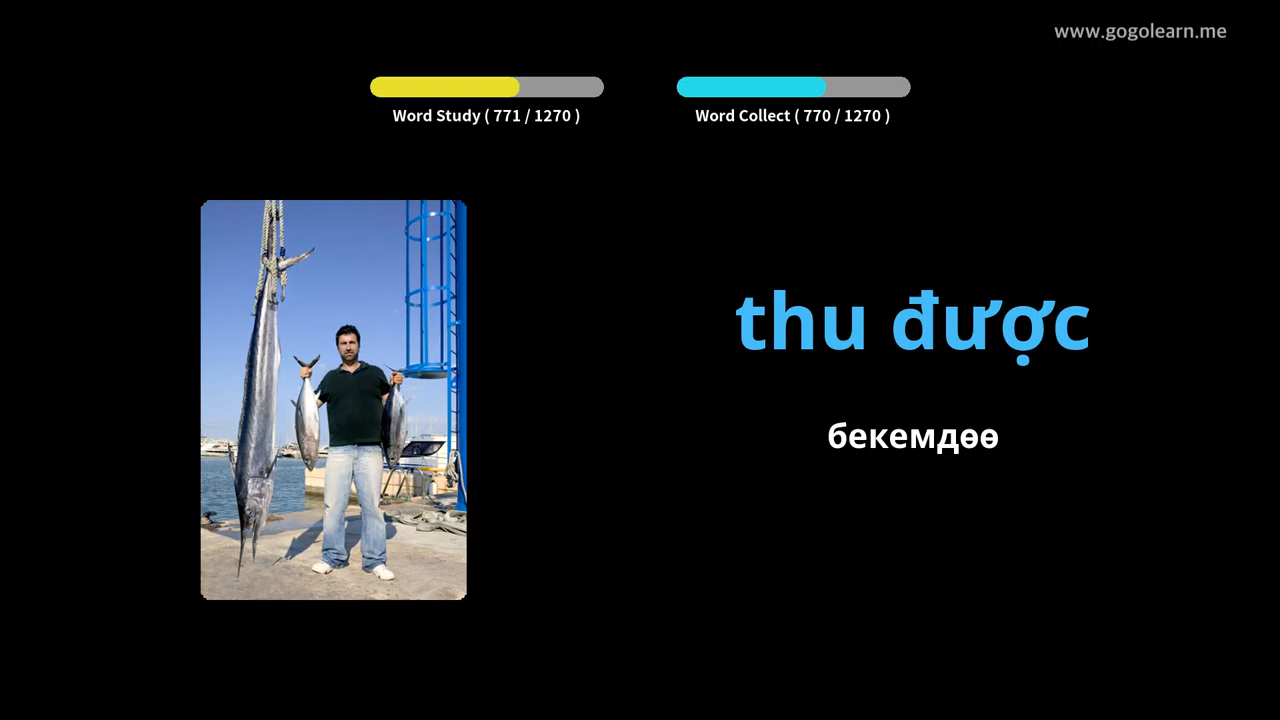 www.gogolearn.me
Word Study ( 771 / 1270 )
Word Collect ( 770 / 1270 )
thu được
бекемдөө